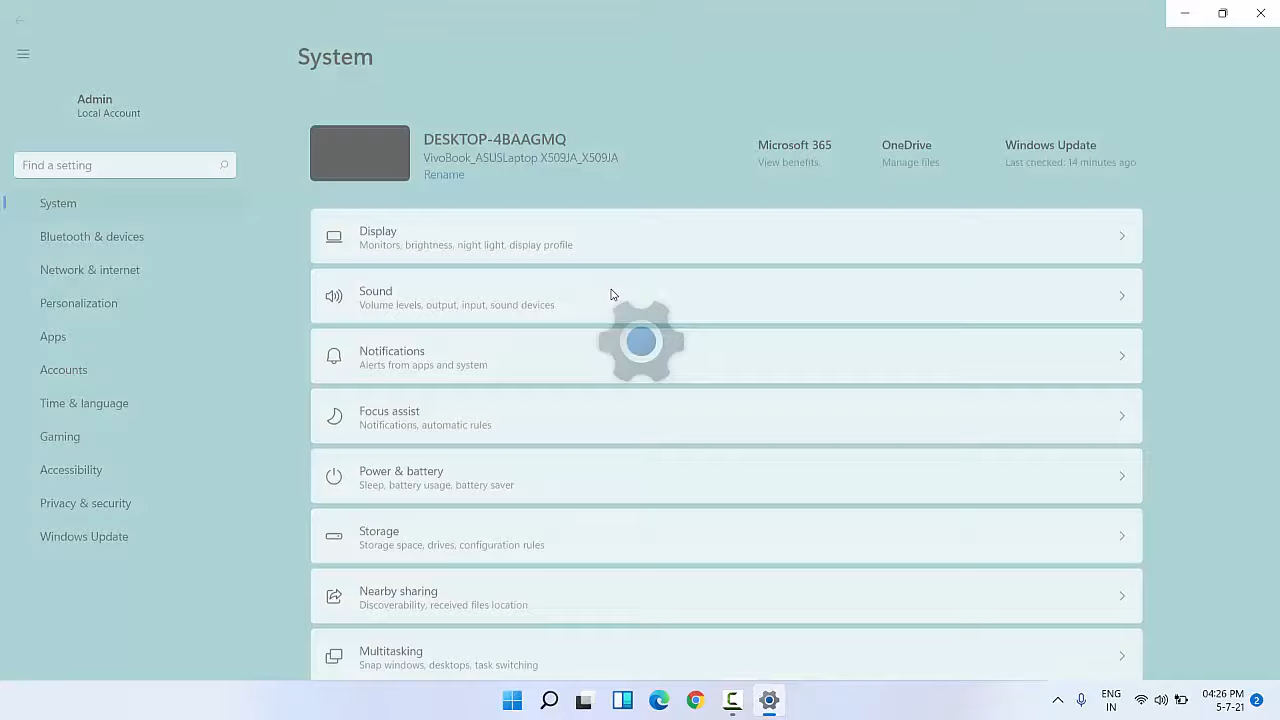 System
Admin
Local Account
Find a setting
System
Bluetooth & devices
Network & internet
Personalization
Apps
Accounts
Time & language
Gaming
Accessibility
Privacy & security
Windows Update
DESKTOP-4BAAGMQ
VivoBook_ASUSLaptop X509JA_X509JA
Rename
Microsoft 365
View benefits
OneDrive
Manage files
Windows Update
Last checked: 14 minutes ago
Display
Monitors, brightness, night light, display profile
Sound
Volume levels, output, input, sound devices
Notifications
Alerts from apps and system
Focus assist
Notifications, automatic rules
Power & battery
Sleep, battery usage, battery saver
Storage
Storage space, drives, configuration rules
Nearby sharing
Discoverability, received files location
Multitasking
Snap windows, desktops, task switching
ENG
IN
04:26 PM
5-7-21
2